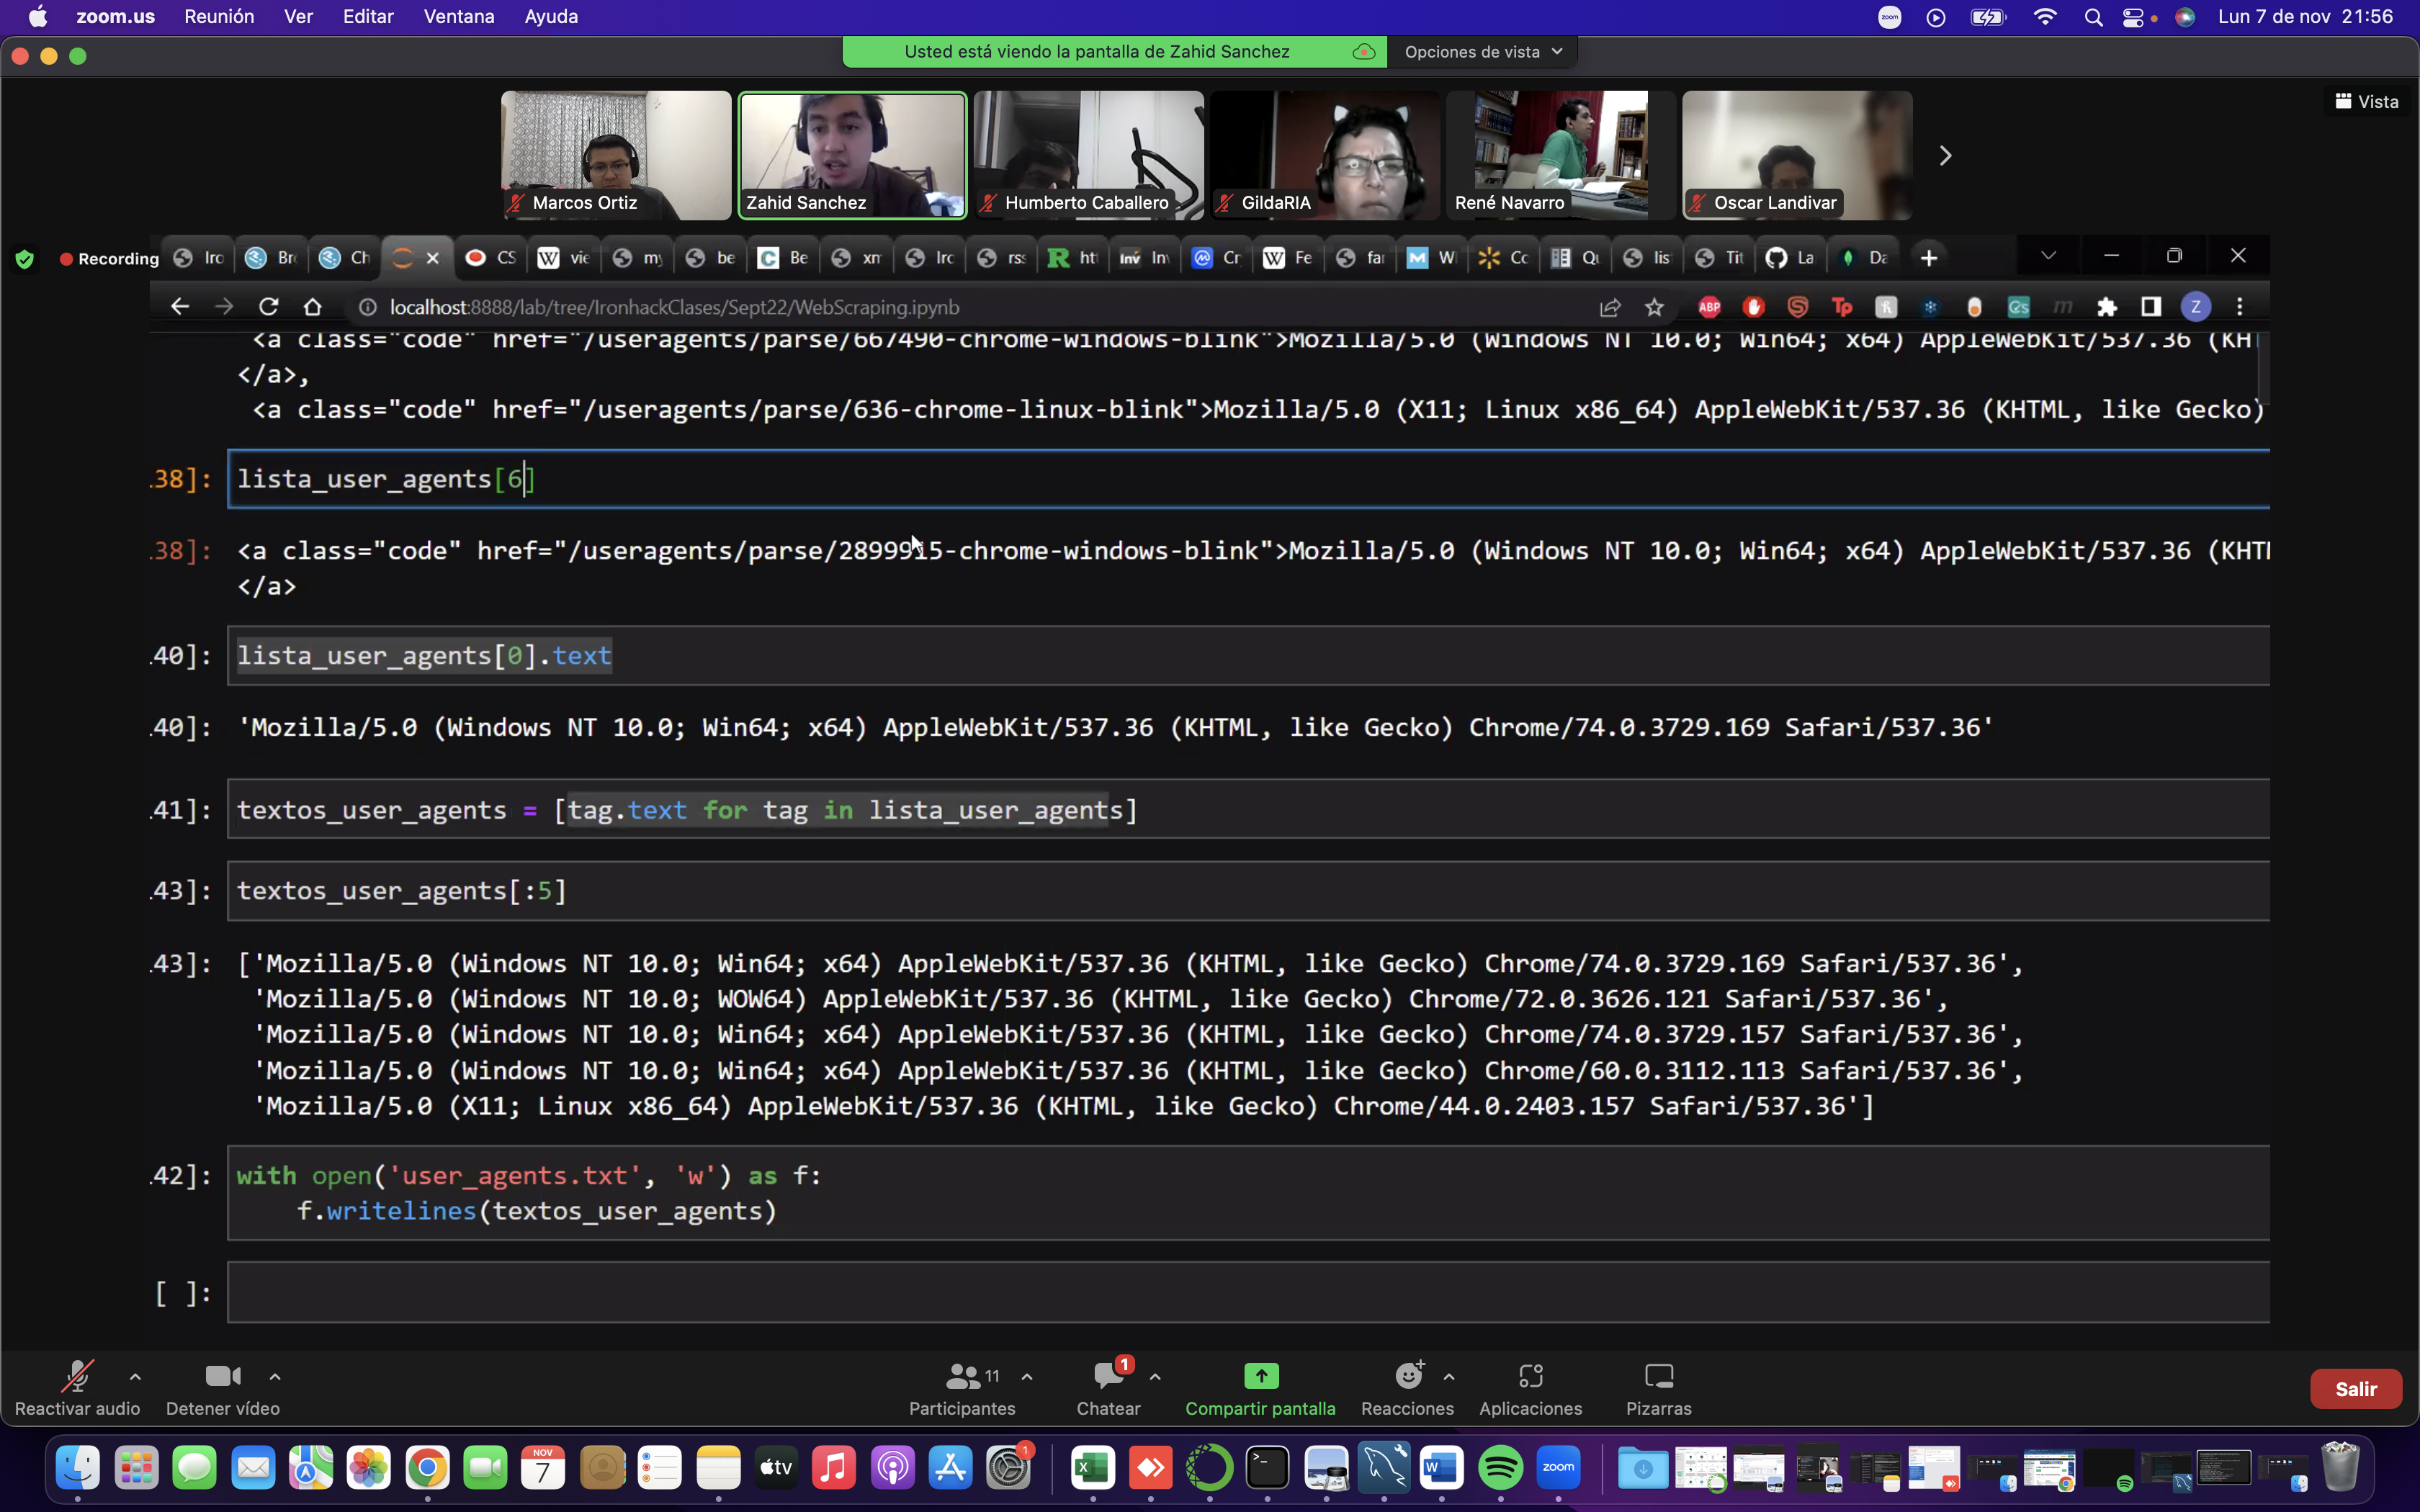 zoom.us Reunión Ver Editar Ventana Ayuda
zoom
Lun 7 de nov 21:56
Usted está viendo la pantalla de Zahid Sanchez
Opciones de vista
Vista
Marcos Ortiz
Zahid Sanchez
Humberto Caballero
GildaRIA
René Navarro
Oscar Landivar
Recording
Iro Br Ch CS vie my be Be xm Irc rss htt Inv Cr Fe fai W Cc Qu lis Tit La Da
localhost:8888/lab/tree/IronhackClases/Sept22/WebScraping.ipynb
ABP Tp Z
<a class="code" href="/useragents/parse/667490-chrome-windows-blink">Mozilla/5.0 (Windows NT 10.0; Win64; x64) AppleWebKit/537.36 (KHT
</a>,
<a class="code" href="/useragents/parse/636-chrome-linux-blink">Mozilla/5.0 (X11; Linux x86_64) AppleWebKit/537.36 (KHTML, like Gecko)
.38]: lista_user_agents[6]
.38]: <a class="code" href="/useragents/parse/2899915-chrome-windows-blink">Mozilla/5.0 (Windows NT 10.0; Win64; x64) AppleWebKit/537.36 (KHT
</a>
.40]: lista_user_agents[0].text
.40]: 'Mozilla/5.0 (Windows NT 10.0; Win64; x64) AppleWebKit/537.36 (KHTML, like Gecko) Chrome/74.0.3729.169 Safari/537.36'
.41]: textos_user_agents = [tag.text for tag in lista_user_agents]
.43]: textos_user_agents[:5]
.43]: ['Mozilla/5.0 (Windows NT 10.0; Win64; x64) AppleWebKit/537.36 (KHTML, like Gecko) Chrome/74.0.3729.169 Safari/537.36',
'Mozilla/5.0 (Windows NT 10.0; WOW64) AppleWebKit/537.36 (KHTML, like Gecko) Chrome/72.0.3626.121 Safari/537.36',
'Mozilla/5.0 (Windows NT 10.0; Win64; x64) AppleWebKit/537.36 (KHTML, like Gecko) Chrome/74.0.3729.157 Safari/537.36',
'Mozilla/5.0 (Windows NT 10.0; Win64; x64) AppleWebKit/537.36 (KHTML, like Gecko) Chrome/60.0.3112.113 Safari/537.36',
'Mozilla/5.0 (X11; Linux x86_64) AppleWebKit/537.36 (KHTML, like Gecko) Chrome/44.0.2403.157 Safari/537.36']
.42]: with open('user_agents.txt', 'w') as f:
f.writelines(textos_user_agents)
[ ]:
11
1
Reactivar audio
Detener vídeo
Participantes
Chatear
Compartir pantalla
Reacciones
Aplicaciones
Pizarras
Salir
NOV
7
tv
1
X
W
zoom